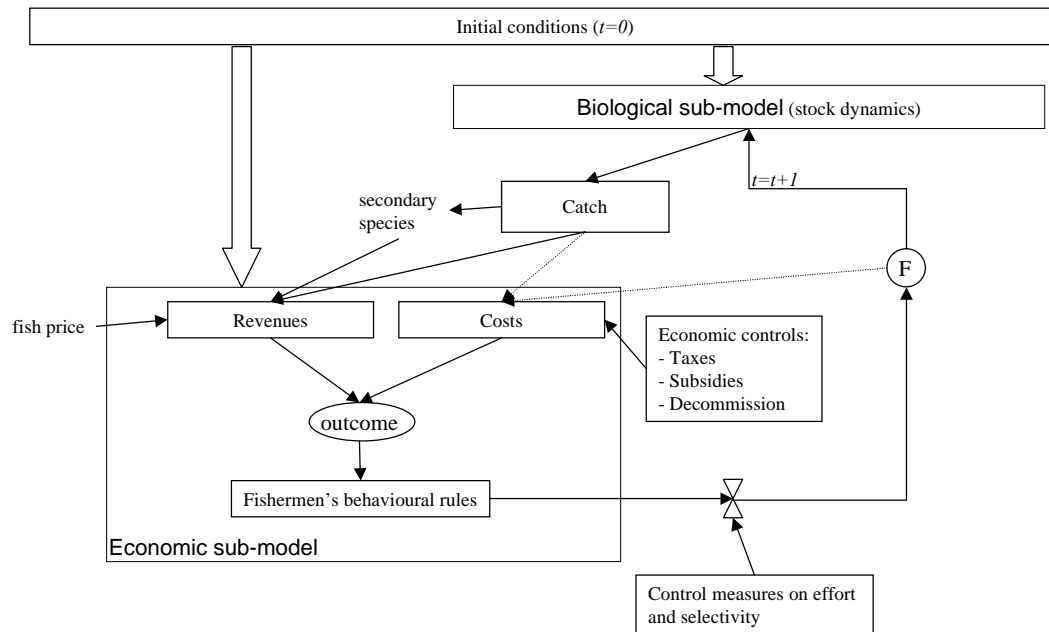 Initial conditions (t=0)
Biological sub-model (stock dynamics)
t=t+1
secondary
species
Catch
F
fish price
Revenues
Costs
Economic controls:
- Taxes
- Subsidies
- Decommission
outcome
Fishermen's behavioural rules
Economic sub-model
Control measures on effort
and selectivity